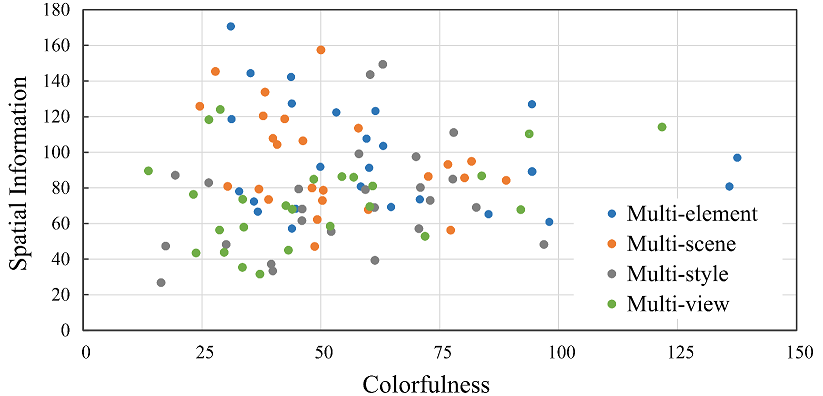 180
160
140
120
100
80
60
40
20
0
Spatial Information
0 25 50 75 100 125 150
Colorfulness
Multi-element
Multi-scene
Multi-style
Multi-view